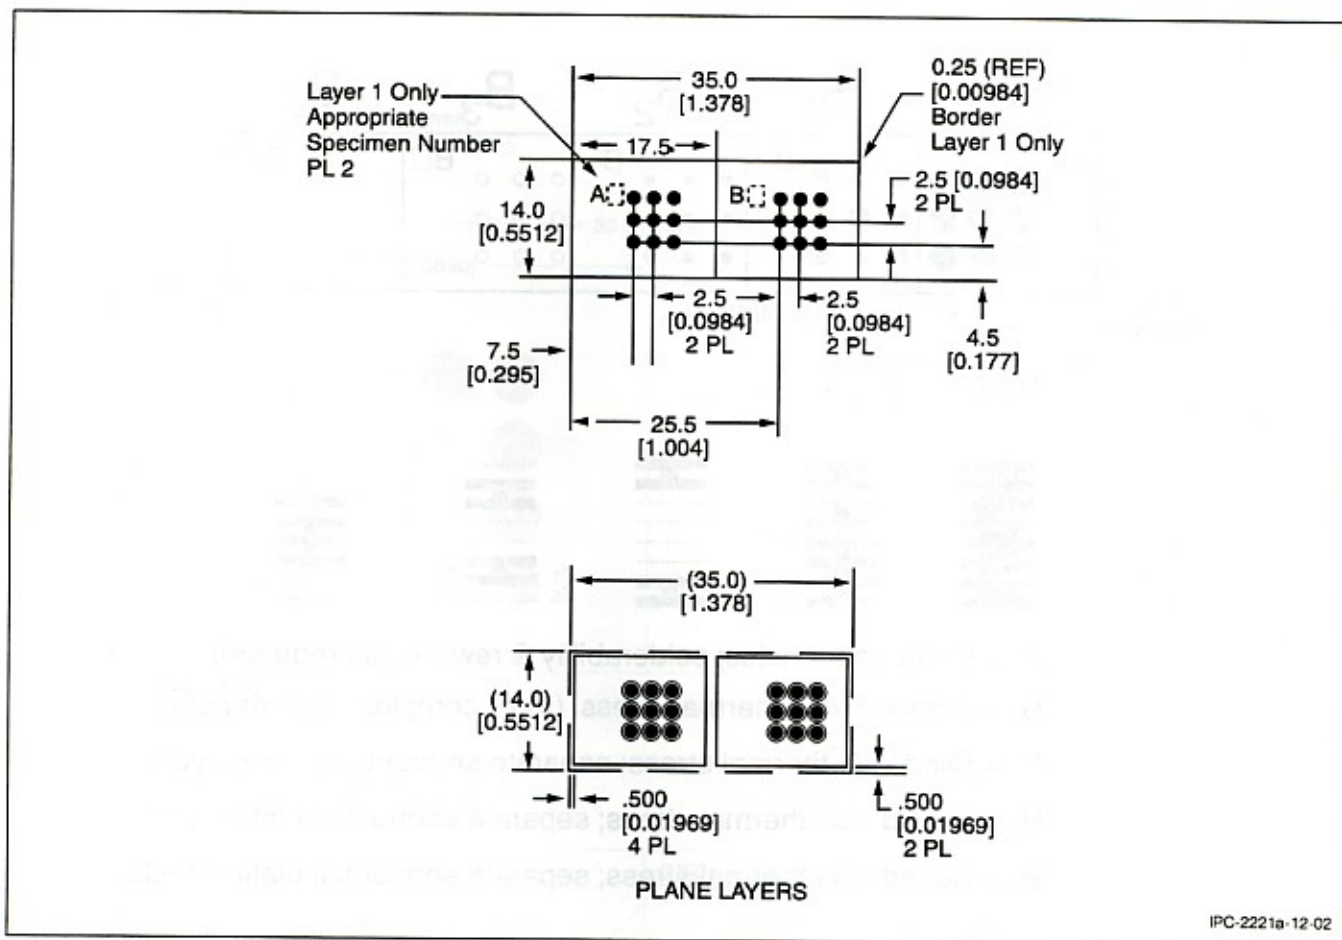 Layer 1 Only
Appropriate
Specimen Number
PL 2
35.0
[1.378]
0.25 (REF)
[0.00984]
Border
Layer 1 Only
17.5
2.5 [0.0984]
2 PL
A
B
14.0
[0.5512]
2.5
[0.0984]
2 PL
2.5
[0.0984]
2 PL
4.5
[0.177]
7.5
[0.295]
25.5
[1.004]
(35.0)
[1.378]
(14.0)
[0.5512]
.500
[0.01969]
4 PL
.500
[0.01969]
2 PL
PLANE LAYERS
IPC-2221a-12-02